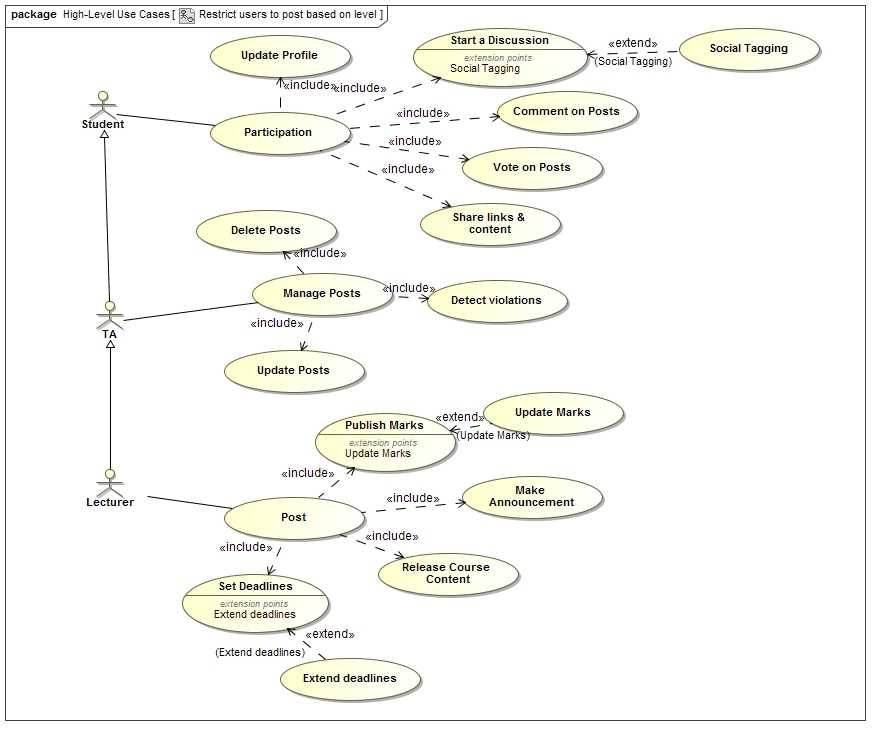 package High-Level Use Cases [ Restrict users to post based on level ]
Update Profile
Start a Discussion
extension points
Social Tagging
«extend»
(Social Tagging)
Social Tagging
«include»
«include»
Student
Participation
«include»
Comment on Posts
«include»
Vote on Posts
«include»
Share links &
content
Delete Posts
«include»
Manage Posts
«include»
Detect violations
TA
«include»
Update Posts
Publish Marks
extension points
Update Marks
«extend»
(Update Marks)
Update Marks
«include»
Lecturer
Post
«include»
Make
Announcement
«include»
«include»
Release Course
Content
Set Deadlines
extension points
Extend deadlines
«extend»
(Extend deadlines)
Extend deadlines